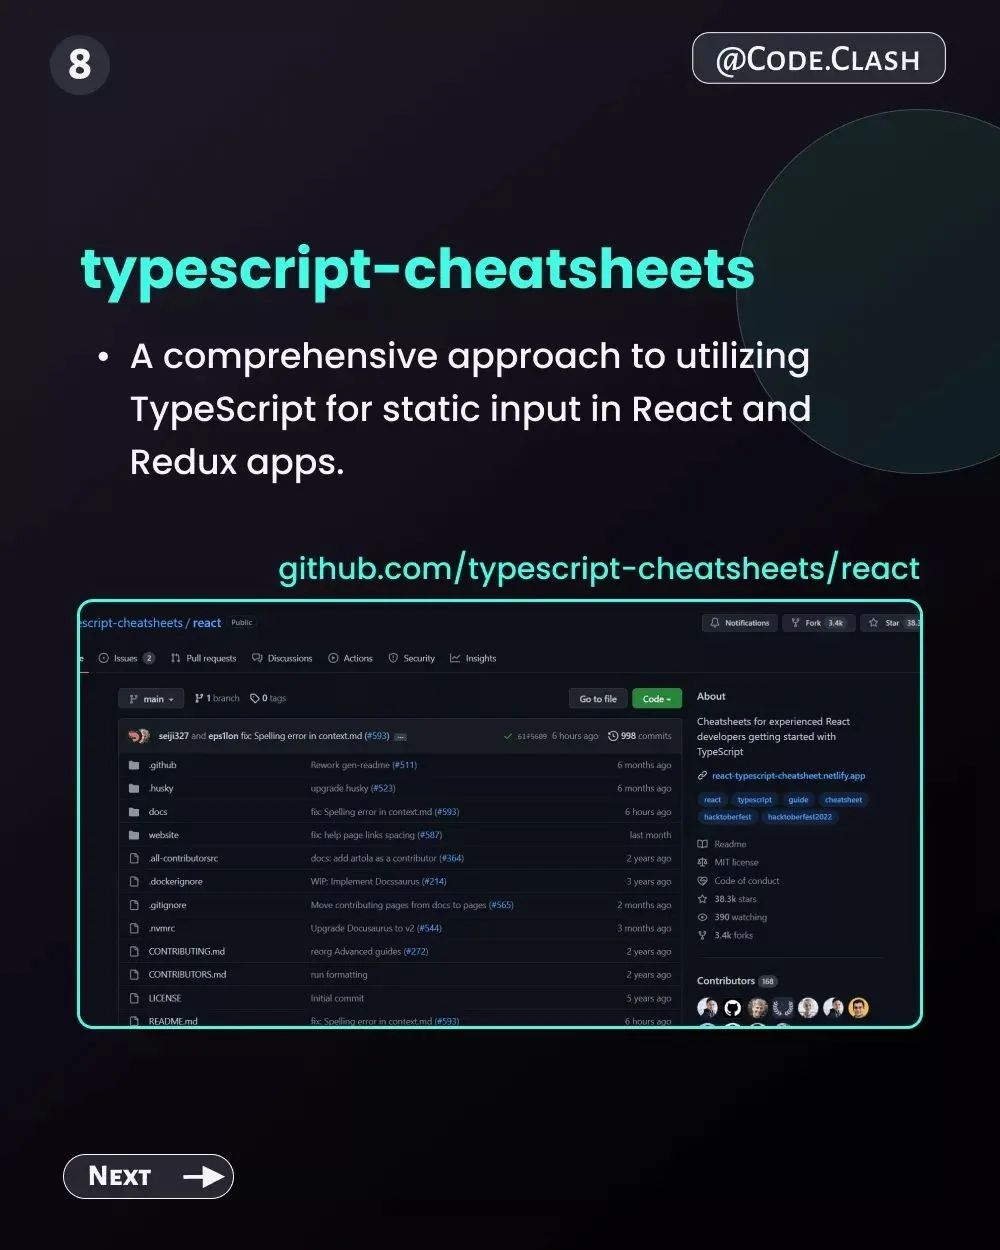 8
@Code.Clash
typescript-cheatsheets
• A comprehensive approach to utilizing
TypeScript for static input in React and
Redux apps.
github.com/typescript-cheatsheets/react
escript-cheatsheets / react Public
Notifications Fork 3.4k Star 38.3
Issues 2 Pull requests Discussions Actions Security Insights
main 1 branch 0 tags Go to file Code
seiji327 and eps1lon fix: Spelling error in context.md (#593) ... 61f5609 6 hours ago 998 commits
.github Rework gen-readme (#511) 6 months ago
.husky upgrade husky (#523) 6 months ago
docs fix: Spelling error in context.md (#593) 6 hours ago
website fix: help page links spacing (#587) last month
.all-contributorsrc docs: add artola as a contributor (#364) 2 years ago
.dockerignore WIP: Implement Docssaurus (#214) 3 years ago
.gitignore Move contributing pages from docs to pages (#565) 2 months ago
.nvmrc Upgrade Docusaurus to v2 (#544) 3 months ago
CONTRIBUTING.md reorg Advanced guides (#272) 2 years ago
CONTRIBUTORS.md run formatting 2 years ago
LICENSE Initial commit 5 years ago
README.md fix: Spelling error in context.md (#593) 6 hours ago
About
Cheatsheets for experienced React
developers getting started with
TypeScript
react-typescript-cheatsheet.netlify.app
react typescript guide cheatsheet
hacktoberfest hacktoberfest2022
Readme
MIT license
Code of conduct
38.3k stars
390 watching
3.4k forks
Contributors 168
Next